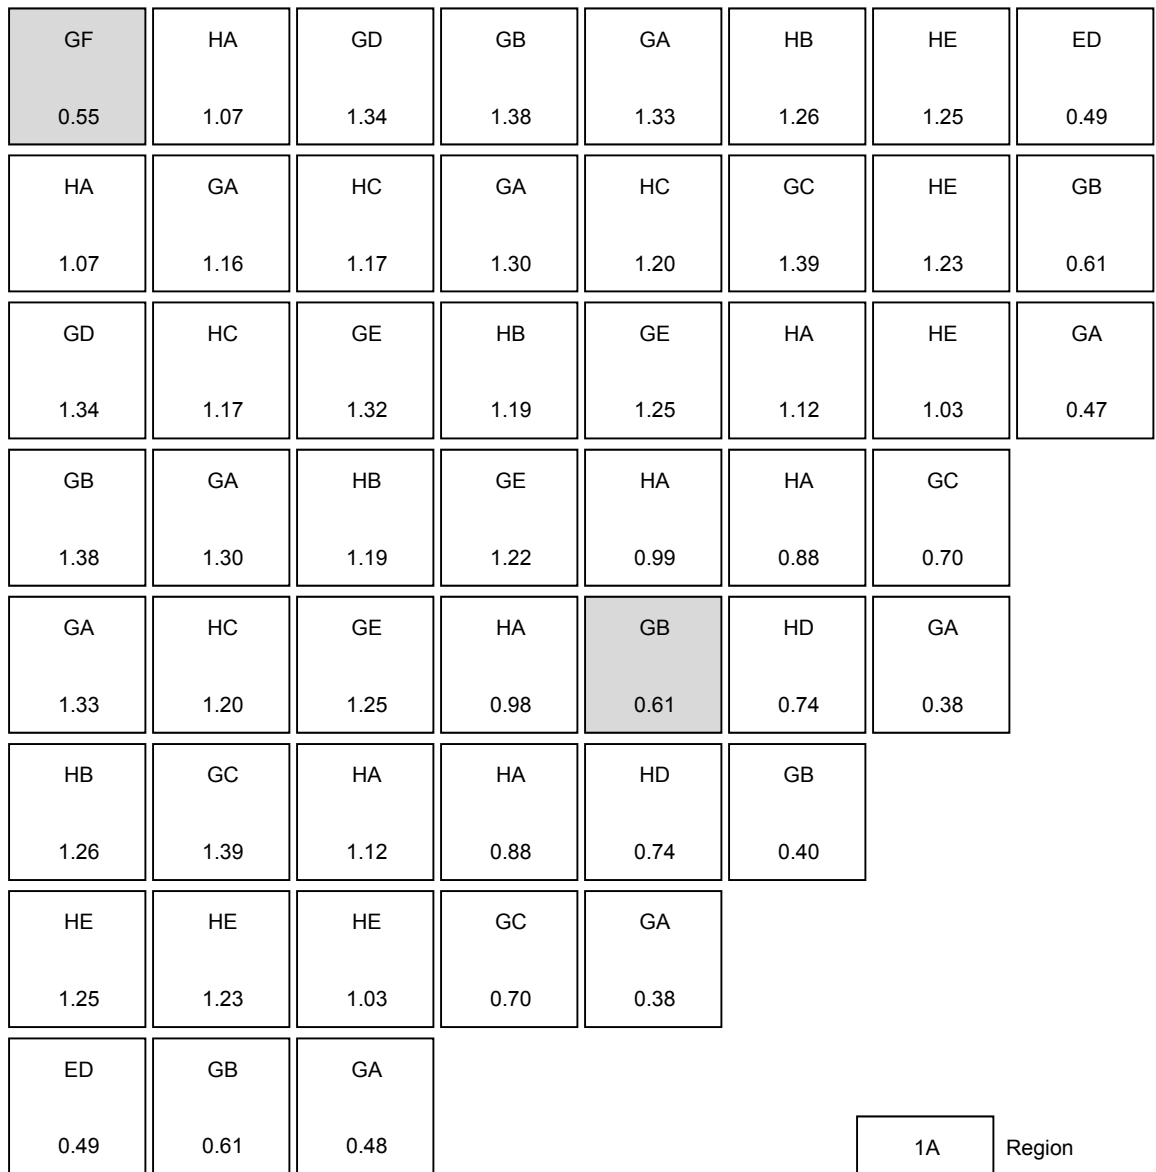 GF HA GD GB GA HB HE ED
0.55 1.07 1.34 1.38 1.33 1.26 1.25 0.49
HA GA HC GA HC GC HE GB
1.07 1.16 1.17 1.30 1.20 1.39 1.23 0.61
GD HC GE HB GE HA HE GA
1.34 1.17 1.32 1.19 1.25 1.12 1.03 0.47
GB GA HB GE HA HA GC
1.38 1.30 1.19 1.22 0.99 0.88 0.70
GA HC GE HA GB HD GA
1.33 1.20 1.25 0.98 0.61 0.74 0.38
HB GC HA HA HD GB
1.26 1.39 1.12 0.88 0.74 0.40
HE HE HE GC GA
1.25 1.23 1.03 0.70 0.38
ED GB GA
0.49 0.61 0.48 1A Region